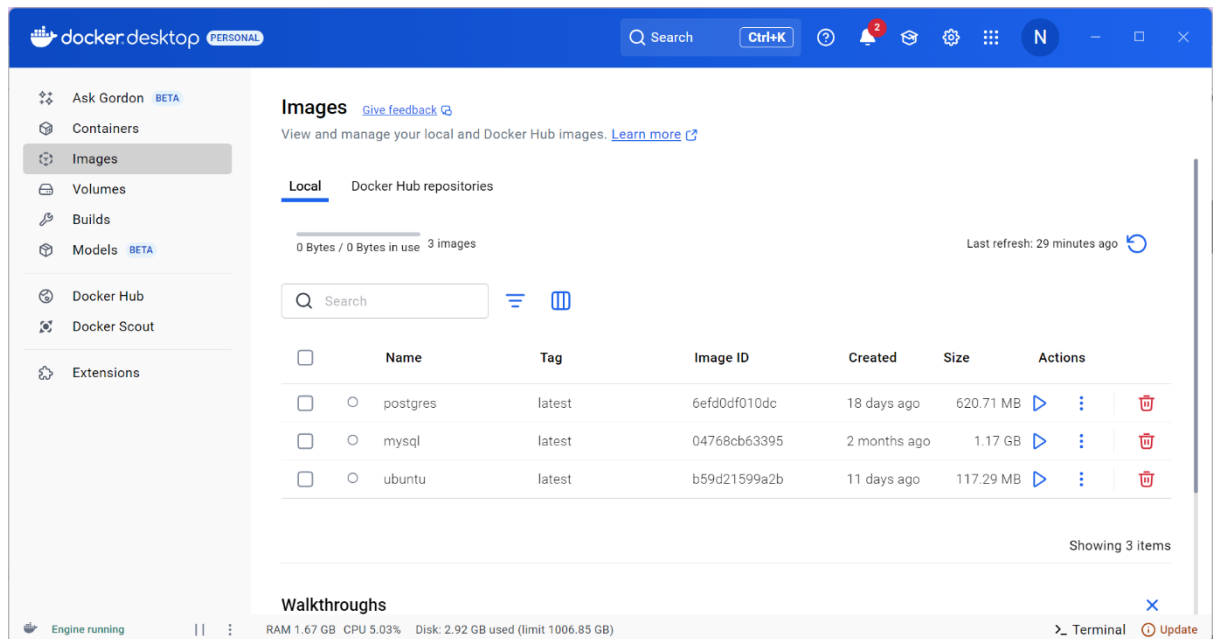 docker.desktop PERSONAL Search Ctrl+K 2 N
Ask Gordon BETA
Containers
Images
Volumes
Builds
Models BETA
Docker Hub
Docker Scout
Extensions
Images Give feedback
View and manage your local and Docker Hub images. Learn more
Local Docker Hub repositories
0 Bytes / 0 Bytes in use 3 images Last refresh: 29 minutes ago
Search
Name Tag Image ID Created Size Actions
postgres latest 6efd0df010dc 18 days ago 620.71 MB
mysql latest 04768cb63395 2 months ago 1.17 GB
ubuntu latest b59d21599a2b 11 days ago 117.29 MB
Showing 3 items
Walkthroughs
Engine running RAM 1.67 GB CPU 5.03% Disk: 2.92 GB used (limit 1006.85 GB) Terminal Update